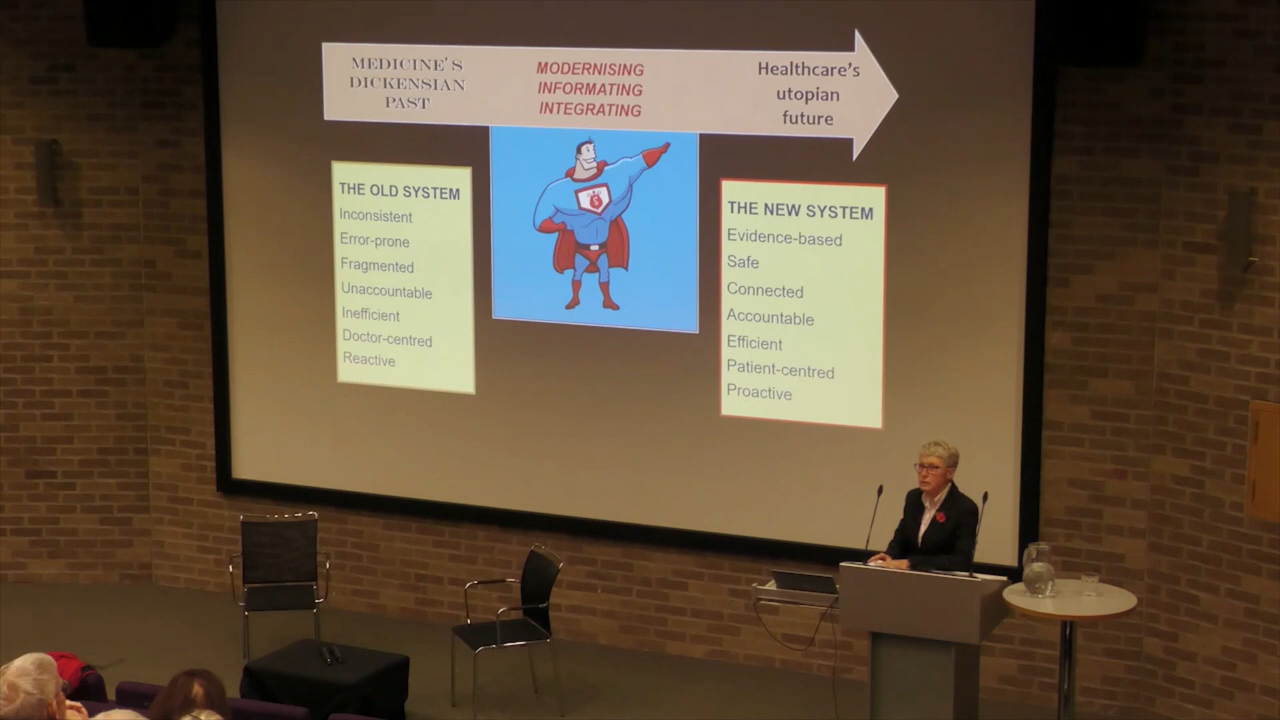 MEDICINE'S
DICKENSIAN
PAST
MODERNISING
INFORMATING
INTEGRATING
Healthcare's
utopian
future
THE OLD SYSTEM
Inconsistent
Error-prone
Fragmented
Unaccountable
Inefficient
Doctor-centred
Reactive
THE NEW SYSTEM
Evidence-based
Safe
Connected
Accountable
Efficient
Patient-centred
Proactive